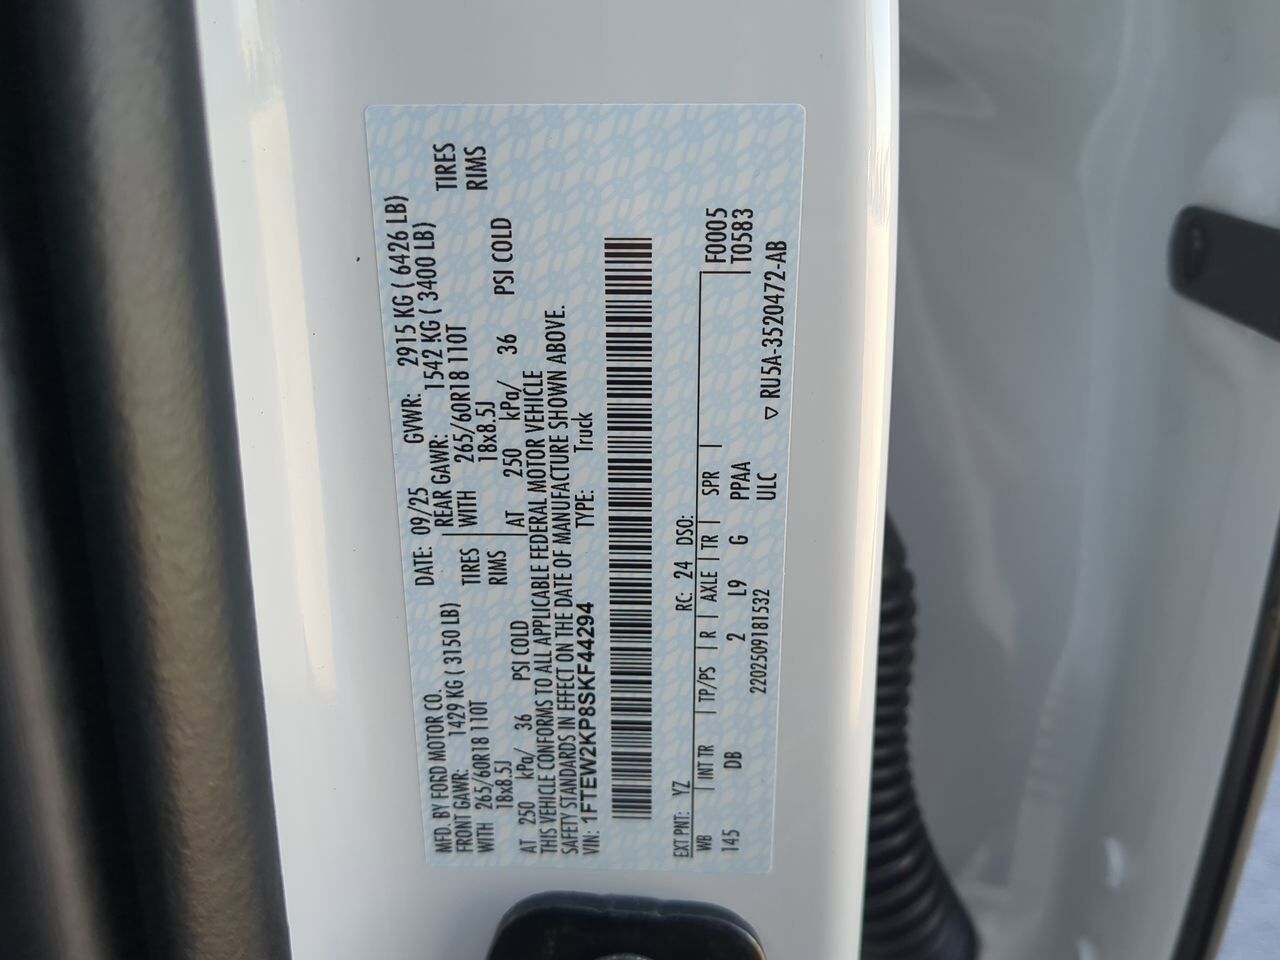 MFD. BY FORD MOTOR CO.
DATE: 09/25 GVWR: 2915 KG ( 6426 LB)
FRONT GAWR: 1429 KG ( 3150 LB)
REAR GAWR: 1542 KG ( 3400 LB)
WITH 265/60R18 110T TIRES
WITH 265/60R18 110T TIRES
18x8.5J RIMS
18x8.5J RIMS
AT 250 kPa/ 36 PSI COLD
AT 250 kPa/ 36 PSI COLD
THIS VEHICLE CONFORMS TO ALL APPLICABLE FEDERAL MOTOR VEHICLE
SAFETY STANDARDS IN EFFECT ON THE DATE OF MANUFACTURE SHOWN ABOVE.
VIN: 1FTEW2KP8SKF44294 TYPE: Truck
EXT PNT: YZ RC: 24 DSO:
WB INT TR TP/PS R AXLE TR SPR F0005
145 DB 2 L9 G PPAA T0583
2202509181532 ULC ▽ RU5A-3520472-AB